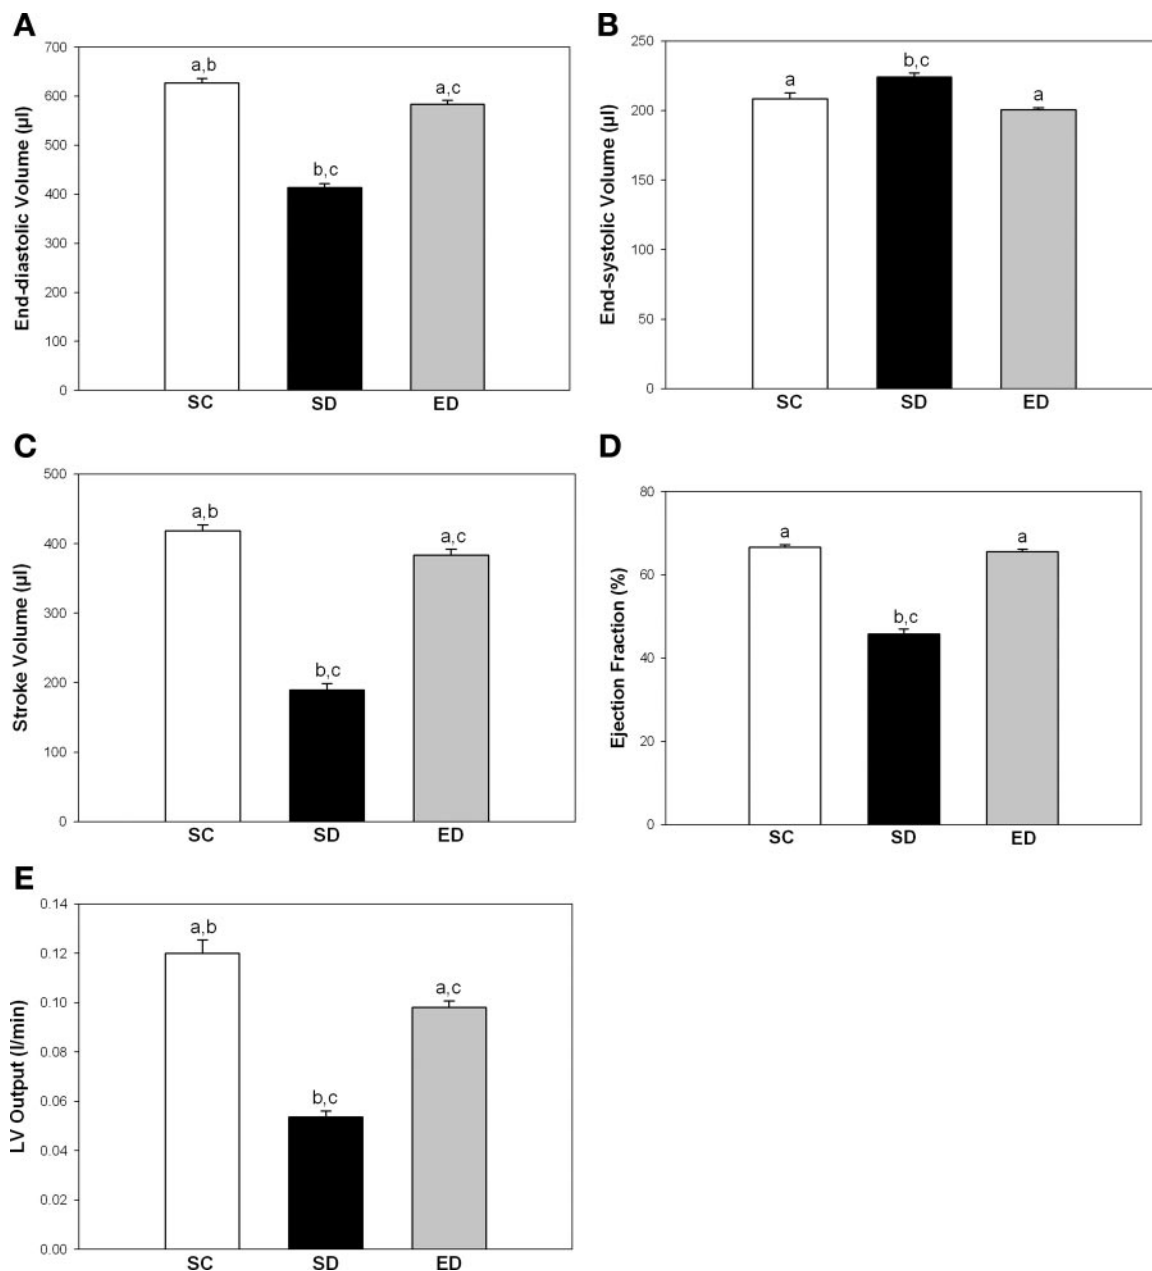 A
End-diastolic Volume (µl)
700
600
500
400
300
200
100
0
a,b
b,c
a,c
SC SD ED
B
End-systolic Volume (µl)
250
200
150
100
50
0
a
b,c
a
SC SD ED
C
Stroke Volume (µl)
500
400
300
200
100
0
a,b
b,c
a,c
SC SD ED
D
Ejection Fraction (%)
80
60
40
20
0
a
b,c
a
SC SD ED
E
LV Output (l/min)
0.14
0.12
0.10
0.08
0.06
0.04
0.02
0.00
a,b
b,c
a,c
SC SD ED